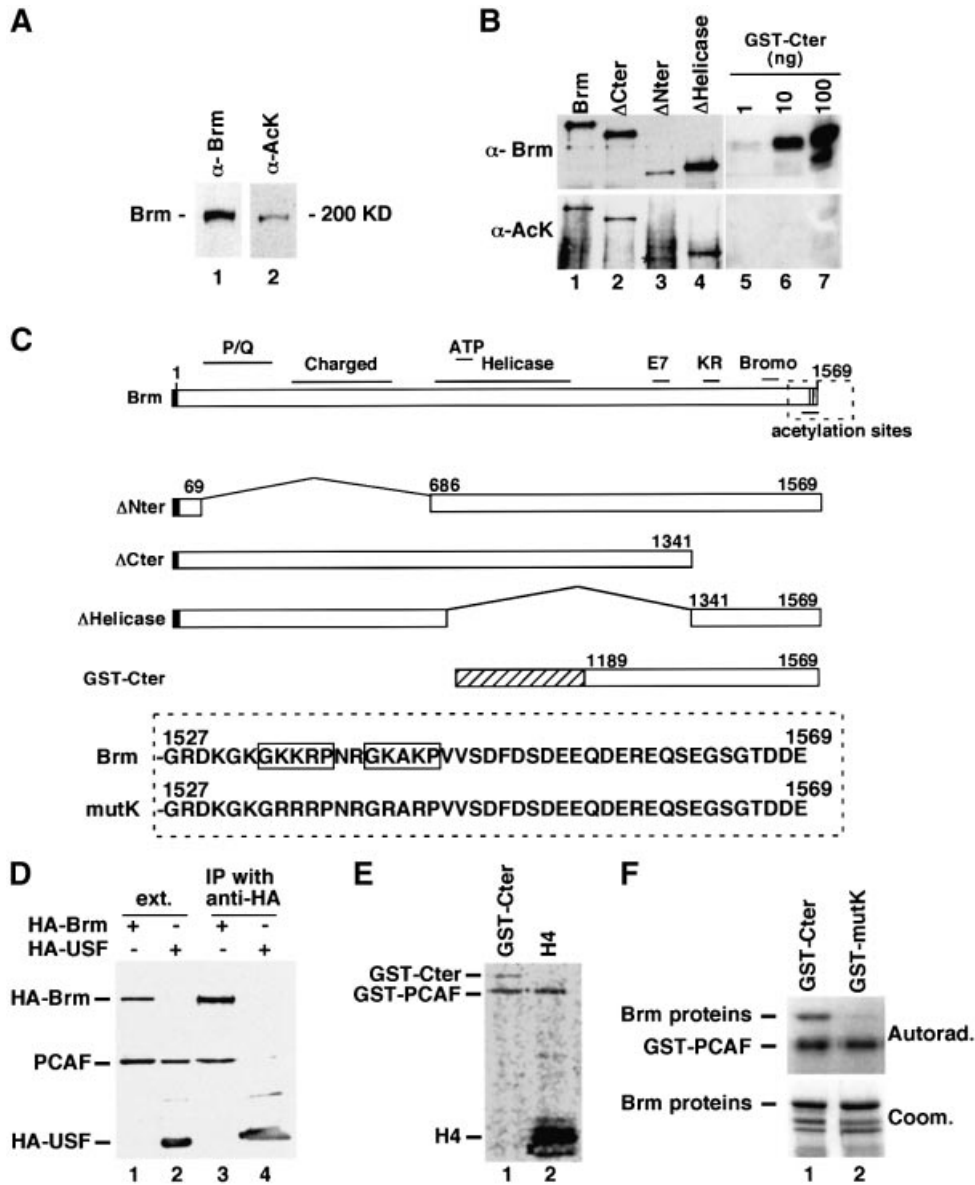 A
α- Brm
α-AcK
Brm -
- 200 KD
1 2
B
Brm
ΔCter
ΔNter
ΔHelicase
GST-Cter
(ng)
1 10 100
α- Brm
α-AcK
1 2 3 4 5 6 7
C
P/Q
Charged
ATP
Helicase
E7 KR Bromo
1 1569
Brm
acetylation sites
69 686 1569
ΔNter
1341
ΔCter
1341 1569
ΔHelicase
1189 1569
GST-Cter
1527 1569
Brm -GRDKGKGKKRPNRGKAKPVVSDFDSDEEQDEREQSEGSGTDDE
1527 1569
mutK -GRDKGKGRRRPNRGRARPVVSDFDSDEEQDEREQSEGSGTDDE
D
ext.
IP with
anti-HA
HA-Brm + - + -
HA-USF - + - +
HA-Brm
PCAF
HA-USF
1 2 3 4
E
GST-Cter
H4
GST-Cter
GST-PCAF
H4
1 2
F
GST-Cter
GST-mutK
Brm proteins
GST-PCAF
Autorad.
Brm proteins
Coom.
1 2